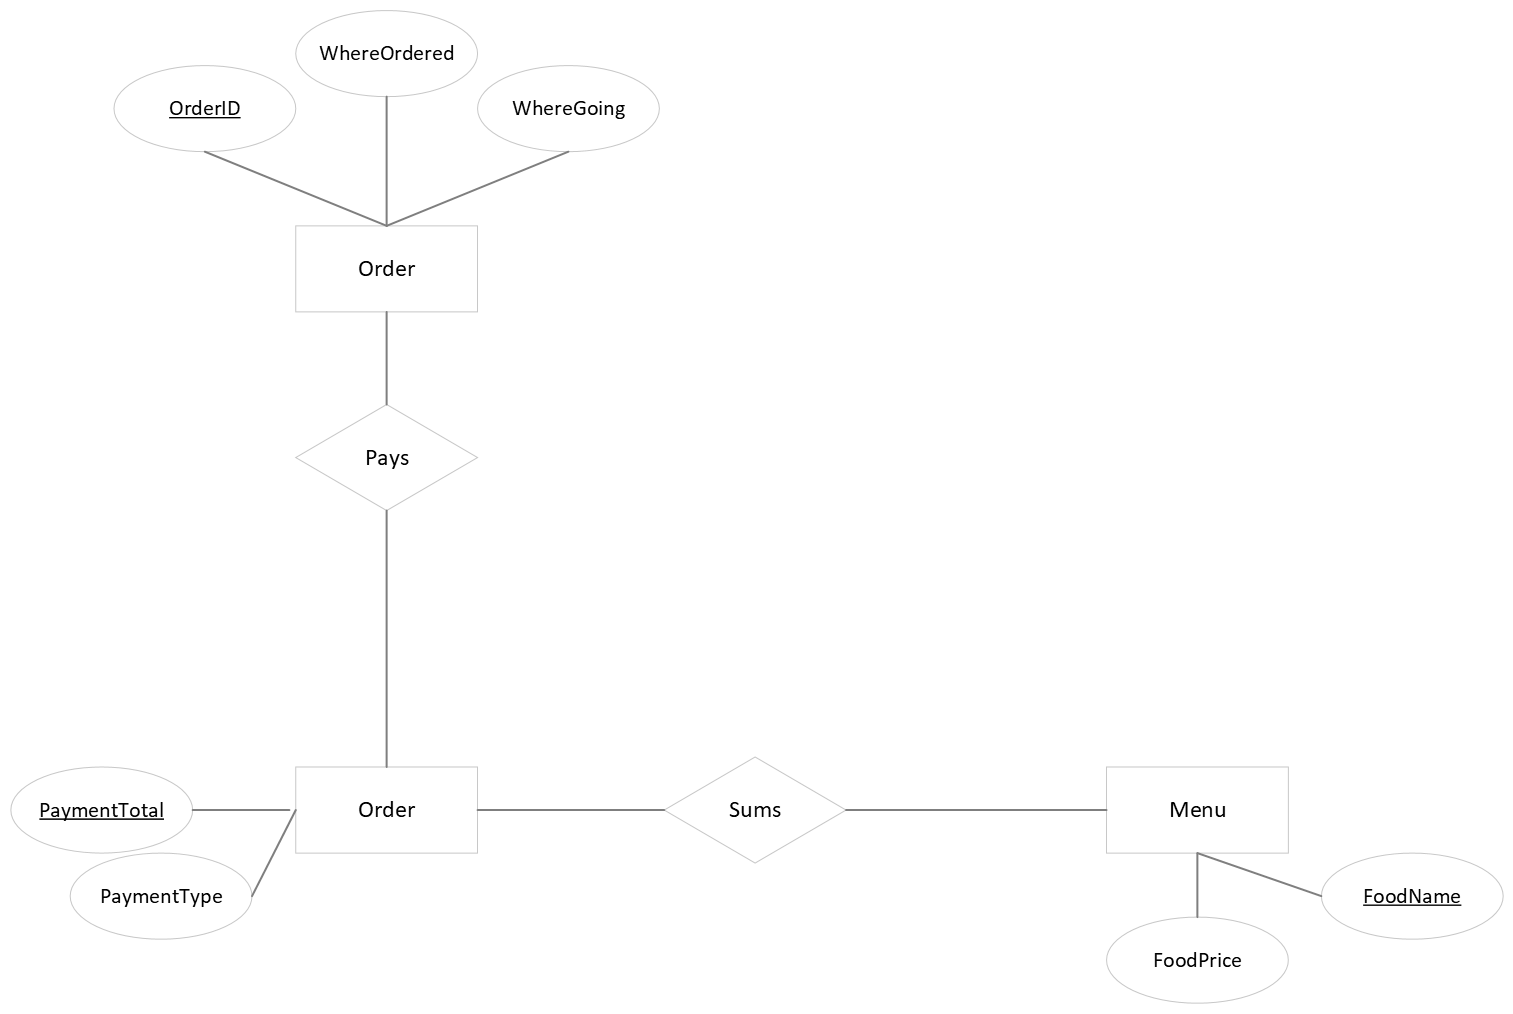 WhereOrdered
OrderID
WhereGoing
Order
Pays
PaymentTotal
Order
Sums
Menu
PaymentType
FoodName
FoodPrice